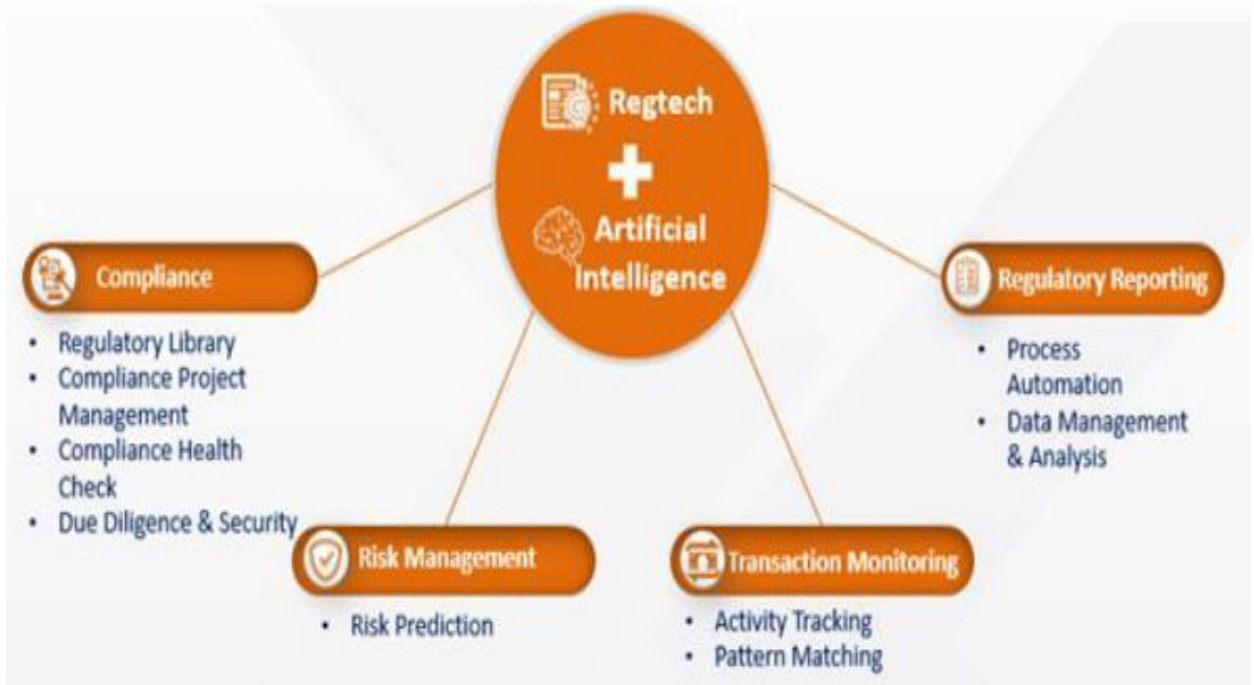 Regtech
+
Artificial
Intelligence
Compliance
• Regulatory Library
• Compliance Project
Management
• Compliance Health
Check
• Due Diligence & Security
Risk Management
• Risk Prediction
Transaction Monitoring
• Activity Tracking
• Pattern Matching
Regulatory Reporting
• Process
Automation
• Data Management
& Analysis